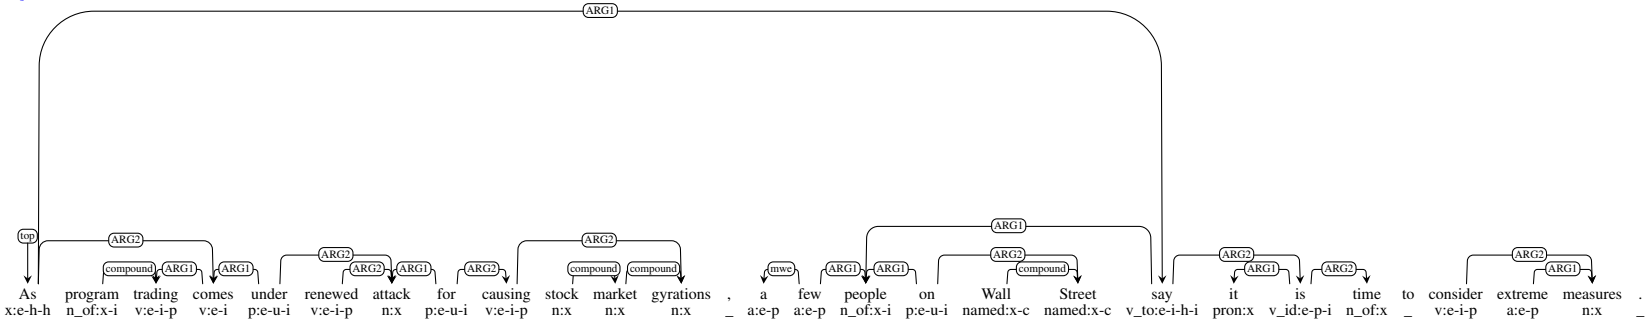 ARG1
top ARG2 ARG2 ARG2 ARG1 ARG2 ARG2 ARG2
compound ARG1 ARG1 ARG2 ARG1 ARG2 compound compound mwe ARG1 ARG1 compound ARG1 ARG2 ARG1
As program trading comes under renewed attack for causing stock market gyrations , a few people on Wall Street say it is time to consider extreme measures .
x:e-h-h n_of:x-i v:e-i-p v:e-i p:e-u-i v:e-i-p n:x p:e-u-i v:e-i-p n:x n:x n:x _ a:e-p a:e-p n_of:x-i p:e-u-i named:x-c named:x-c v_to:e-i-h-i pron:x v_id:e-p-i n_of:x _ v:e-i-p a:e-p n:x _